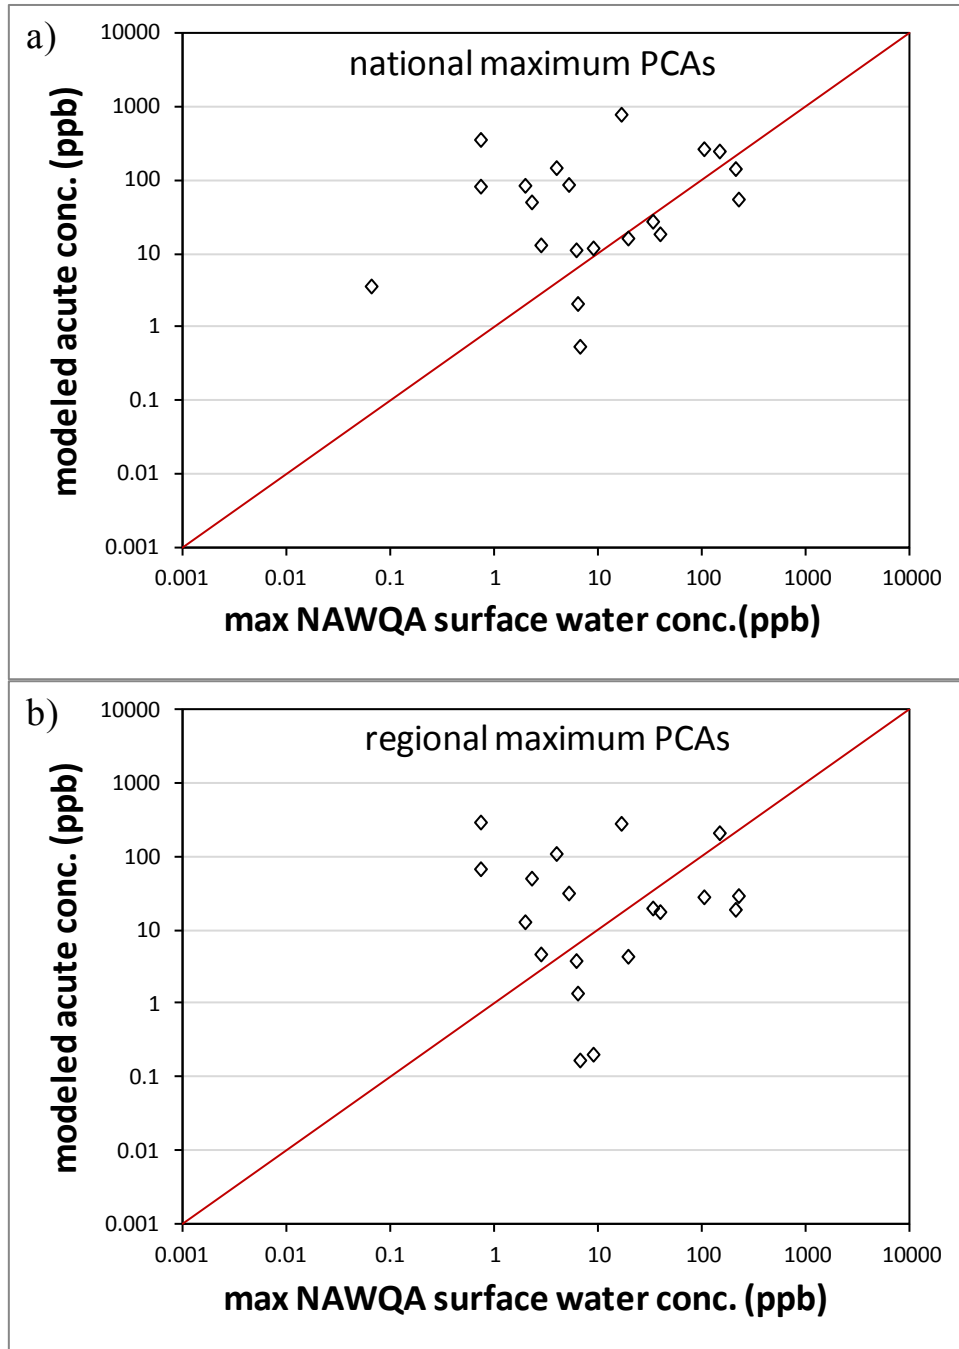 a)
national maximum PCAs
modeled acute conc. (ppb)
10000
1000
100
10
1
0.1
0.01
0.001
0.001 0.01 0.1 1 10 100 1000 10000
max NAWQA surface water conc.(ppb)
b)
regional maximum PCAs
modeled acute conc. (ppb)
10000
1000
100
10
1
0.1
0.01
0.001
0.001 0.01 0.1 1 10 100 1000 10000
max NAWQA surface water conc. (ppb)